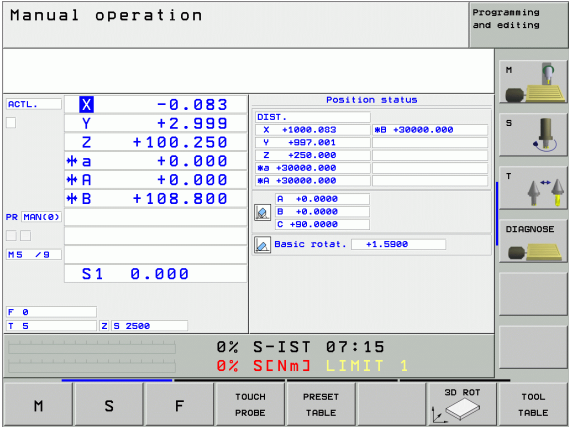 Manual operation
Programming
and editing
ACTL.
X -0.083
Y +2.999
Z +100.250
a +0.000
A +0.000
B +108.800
S1 0.000
PR MAN(0)
M5 /9
F 0
T 5 Z S 2500
Position status
DIST.
X +1000.083 *B +30000.000
Y +997.001
Z +250.000
*a +30000.000
*A +30000.000
A +0.0000
B +0.0000
C +90.0000
Basic rotat. +1.5900
M
S
T
DIAGNOSE
0% S-IST 07:15
0% S[Nm] LIMIT 1
M
S
F
TOUCH
PROBE
PRESET
TABLE
3D ROT
TOOL
TABLE